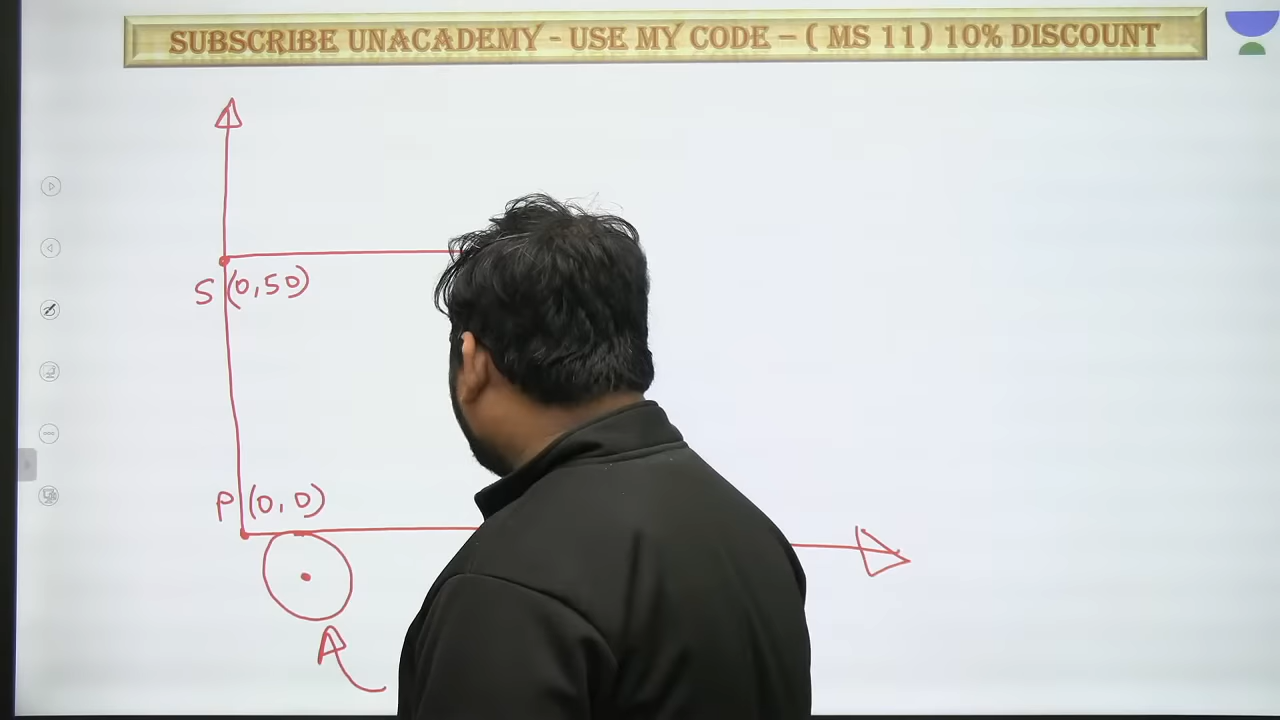 SUBSCRIBE UNACADEMY - USE MY CODE – ( MS 11) 10% DISCOUNT
S (0,50)
P (0,0)